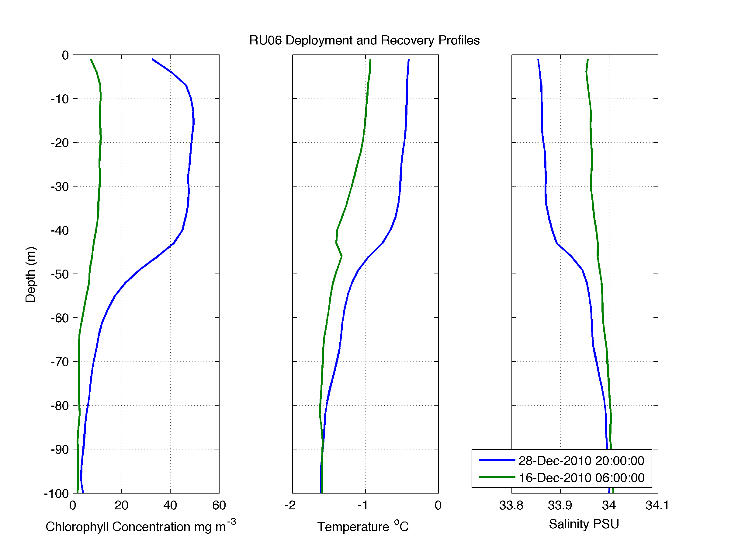 RU06 Deployment and Recovery Profiles
0
-10
-20
-30
-40
-50
-60
-70
-80
-90
-100
Depth (m)
0 20 40 60
Chlorophyll Concentration mg m-3
-2 -1 0
Temperature °C
28-Dec-2010 20:00:00
16-Dec-2010 06:00:00
33.8 33.9 34 34.1
Salinity PSU